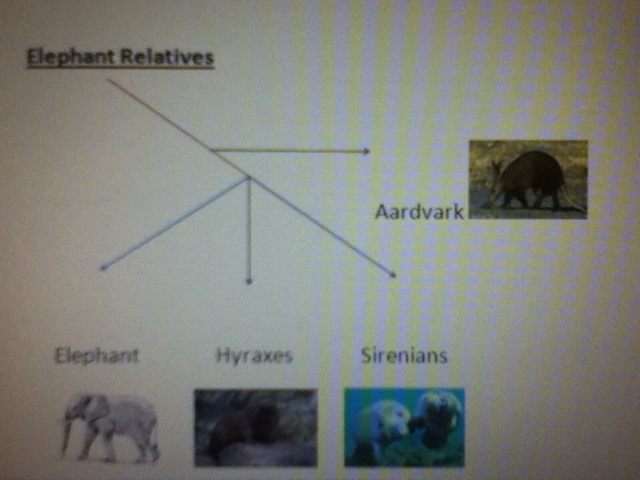 Elephant Relatives
Aardvark
Elephant
Hyraxes
Sirenians